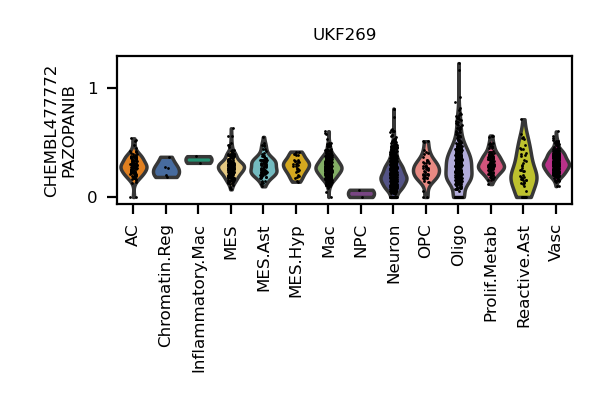 UKF269
CHEMBL477772
PAZOPANIB
1
0
AC
Chromatin.Reg
Inflammatory.Mac
MES
MES.Ast
MES.Hyp
Mac
NPC
Neuron
OPC
Oligo
Prolif.Metab
Reactive.Ast
Vasc